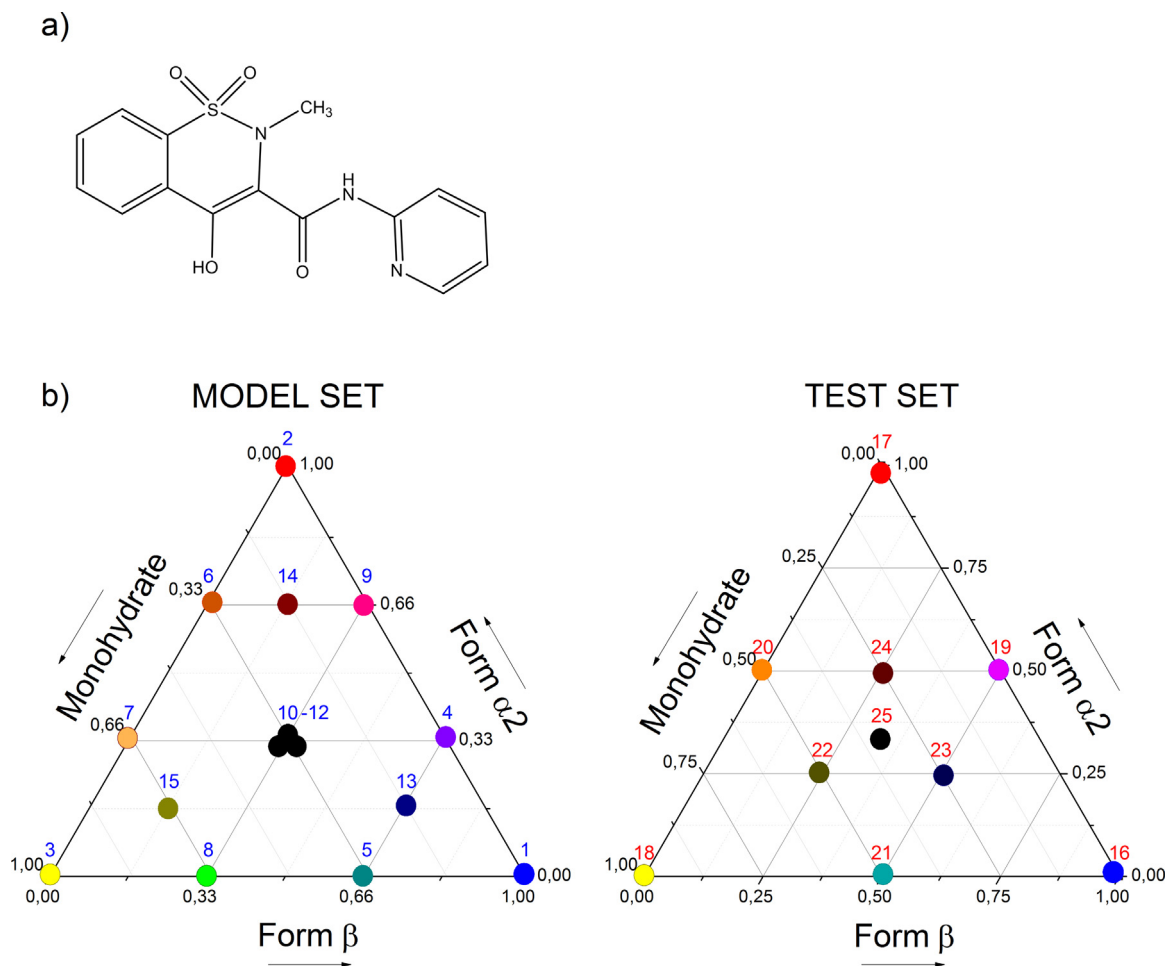 a)
O
O
S
CH3
N
H
N
HO
O
N
b)
MODEL SET
TEST SET
2
0,00
1,00
6
14
9
0,33
0,66
Monohydrate
Form α2
7
10-12
4
0,66
0,33
15
13
3
8
5
1
1,00
0,00
0,00
0,33
0,66
1,00
Form β
17
0,00
1,00
0,25
0,75
Monohydrate
Form α2
20
24
19
0,50
0,50
25
22
23
0,75
0,25
18
21
16
1,00
0,00
0,00
0,25
0,50
0,75
1,00
Form β